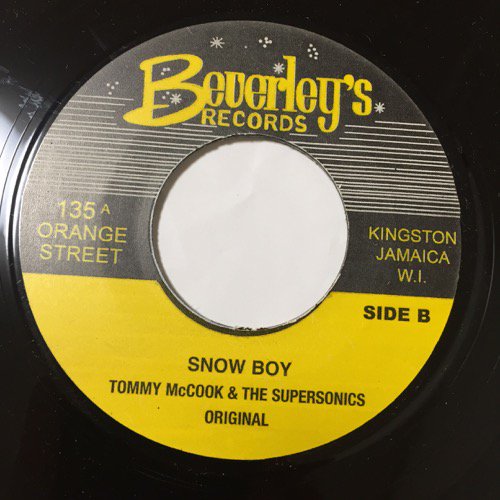 Beverley's
RECORDS
135 A
ORANGE
STREET
KINGSTON
JAMAICA
W.I.
SIDE B
SNOW BOY
TOMMY McCOOK & THE SUPERSONICS
ORIGINAL